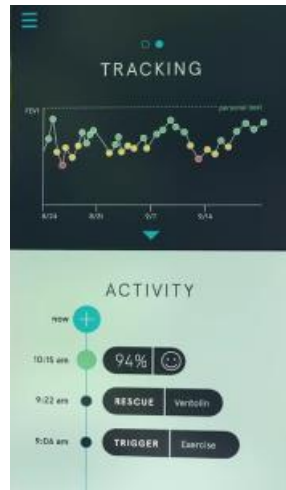 TRACKING
FEV1
personal best
8/24
8/31
9/7
9/14
ACTIVITY
now
10:15 am
94%
9:22 am
RESCUE
Ventolin
9:06 am
TRIGGER
Exercise